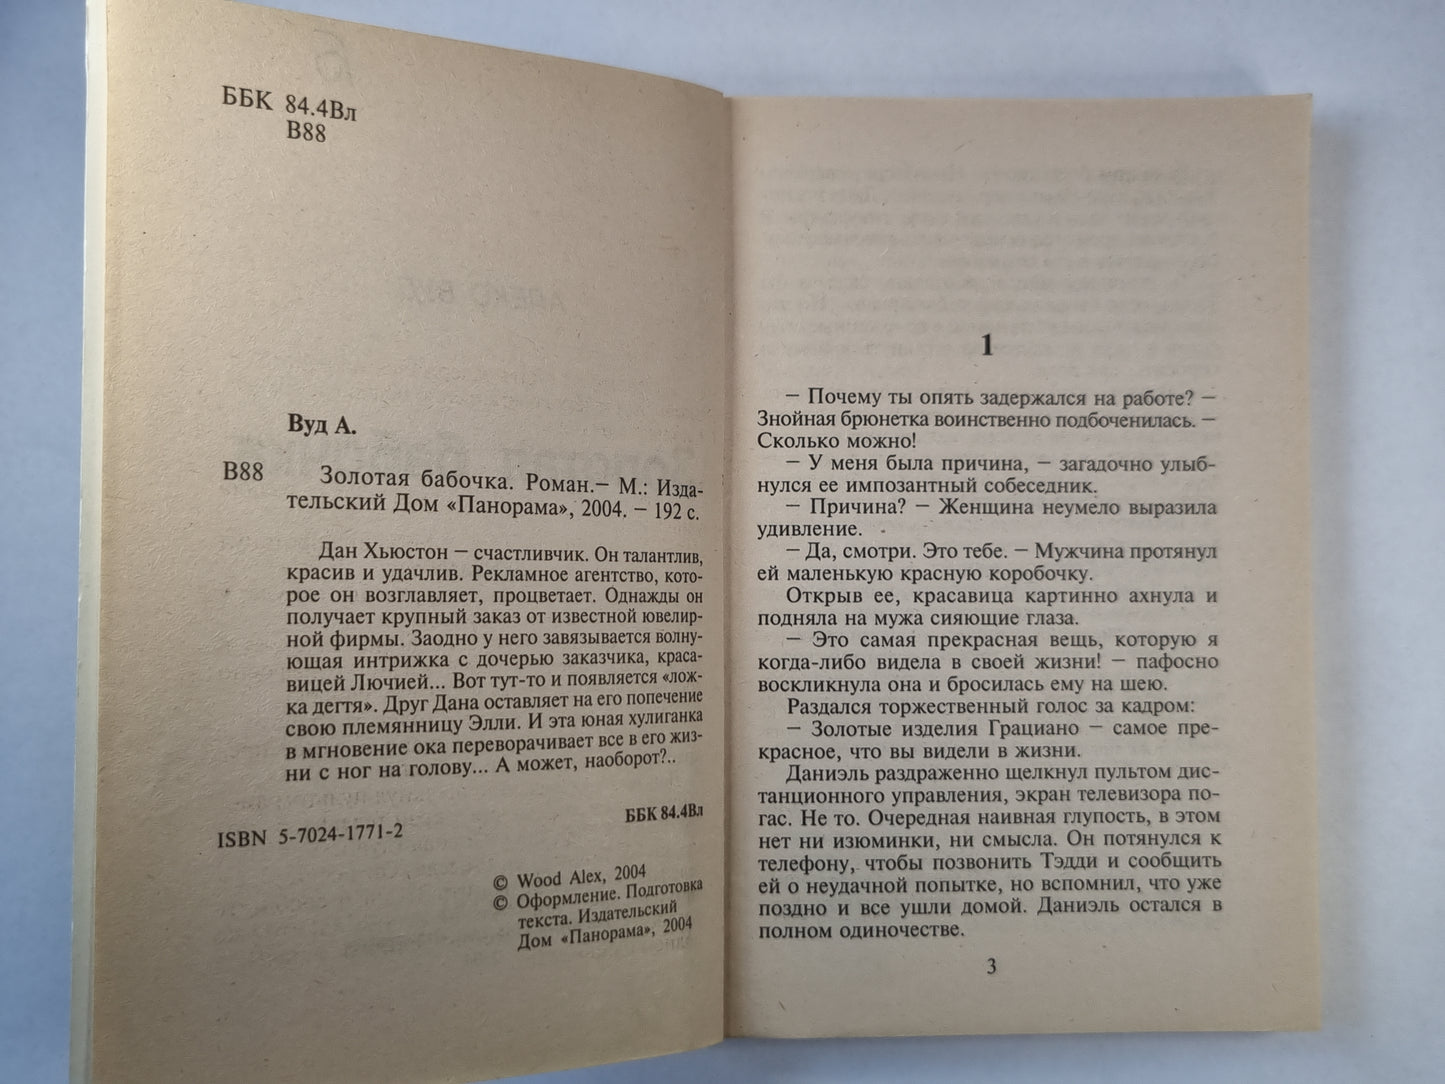 ББК 84.4Вл
В88
Вуд А.
В88 Золотая бабочка. Роман.– М.: Изда-
тельский Дом «Панорама», 2004. – 192 с.
Дан Хьюстон – счастливчик. Он талантлив,
красив и удачлив. Рекламное агентство, кото-
рое он возглавляет, процветает. Однажды он
получает крупный заказ от известной ювелир-
ной фирмы. Заодно у него завязывается волну-
ющая интрижка с дочерью заказчика, краса-
вицей Лючией... Вот тут-то и появляется «лож-
ка дегтя». Друг Дана оставляет на его попечение
свою племянницу Элли. И эта юная хулиганка
в мгновение ока переворачивает все в его жиз-
ни с ног на голову... А может, наоборот?..
ББК 84.4Вл
ISBN 5-7024-1771-2
© Wood Alex, 2004
© Оформление. Подготовка
текста. Издательский
Дом «Панорама», 2004
1
– Почему ты опять задержался на работе? –
Знойная брюнетка воинственно подбоченилась. –
Сколько можно!
– У меня была причина, – загадочно улыб-
нулся ее импозантный собеседник.
– Причина? – Женщина неумело выразила
удивление.
– Да, смотри. Это тебе. – Мужчина протянул
ей маленькую красную коробочку.
Открыв ее, красавица картинно ахнула и
подняла на мужа сияющие глаза.
– Это самая прекрасная вещь, которую я
когда-либо видела в своей жизни! – пафосно
воскликнула она и бросилась ему на шею.
Раздался торжественный голос за кадром:
– Золотые изделия Грациано – самое пре-
красное, что вы видели в жизни.
Даниэль раздраженно щелкнул пультом дис-
танционного управления, экран телевизора по-
гас. Не то. Очередная наивная глупость, в этом
нет ни изюминки, ни смысла. Он потянулся к
телефону, чтобы позвонить Тэдди и сообщить
ей о неудачной попытке, но вспомнил, что уже
поздно и все ушли домой. Даниэль остался в
полном одиночестве.
3